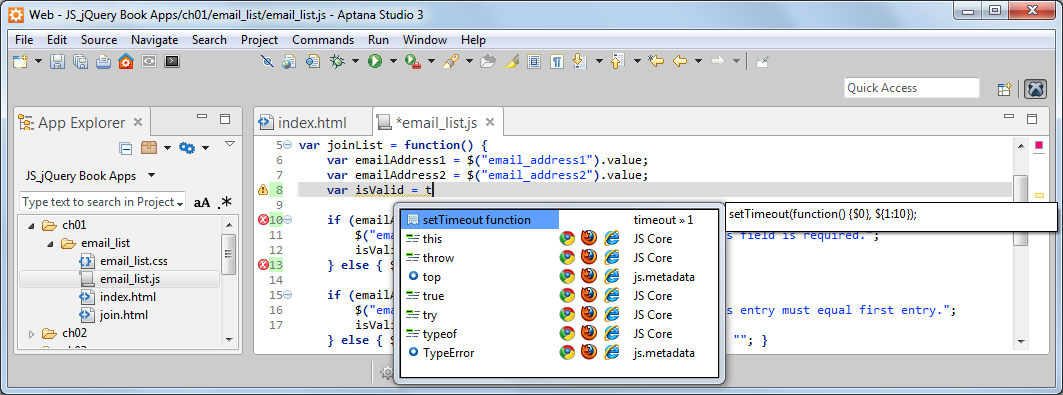 Web - JS_jQuery Book Apps/ch01/email_list/email_list.js - Aptana Studio 3
File Edit Source Navigate Search Project Commands Run Window Help
Quick Access
App Explorer
index.html *email_list.js
JS_jQuery Book Apps
Type text to search in Project aA .*
ch01
email_list
email_list.css
email_list.js
index.html
join.html
ch02
5 var joinList = function() {
6 var emailAddress1 = $("email_address1").value;
7 var emailAddress2 = $("email_address2").value;
8 var isValid = t
9
10 if (emailA
11 $("ema s field is required.";
12 isVali
13 } else { $
14
15 if (emailA
16 $("ema s entry must equal first entry.";
17 isVali
} else { $ ""; }
setTimeout function timeout » 1
this JS Core
throw JS Core
top js.metadata
true JS Core
try JS Core
typeof JS Core
TypeError js.metadata
setTimeout(function() {$0}, ${1:10});